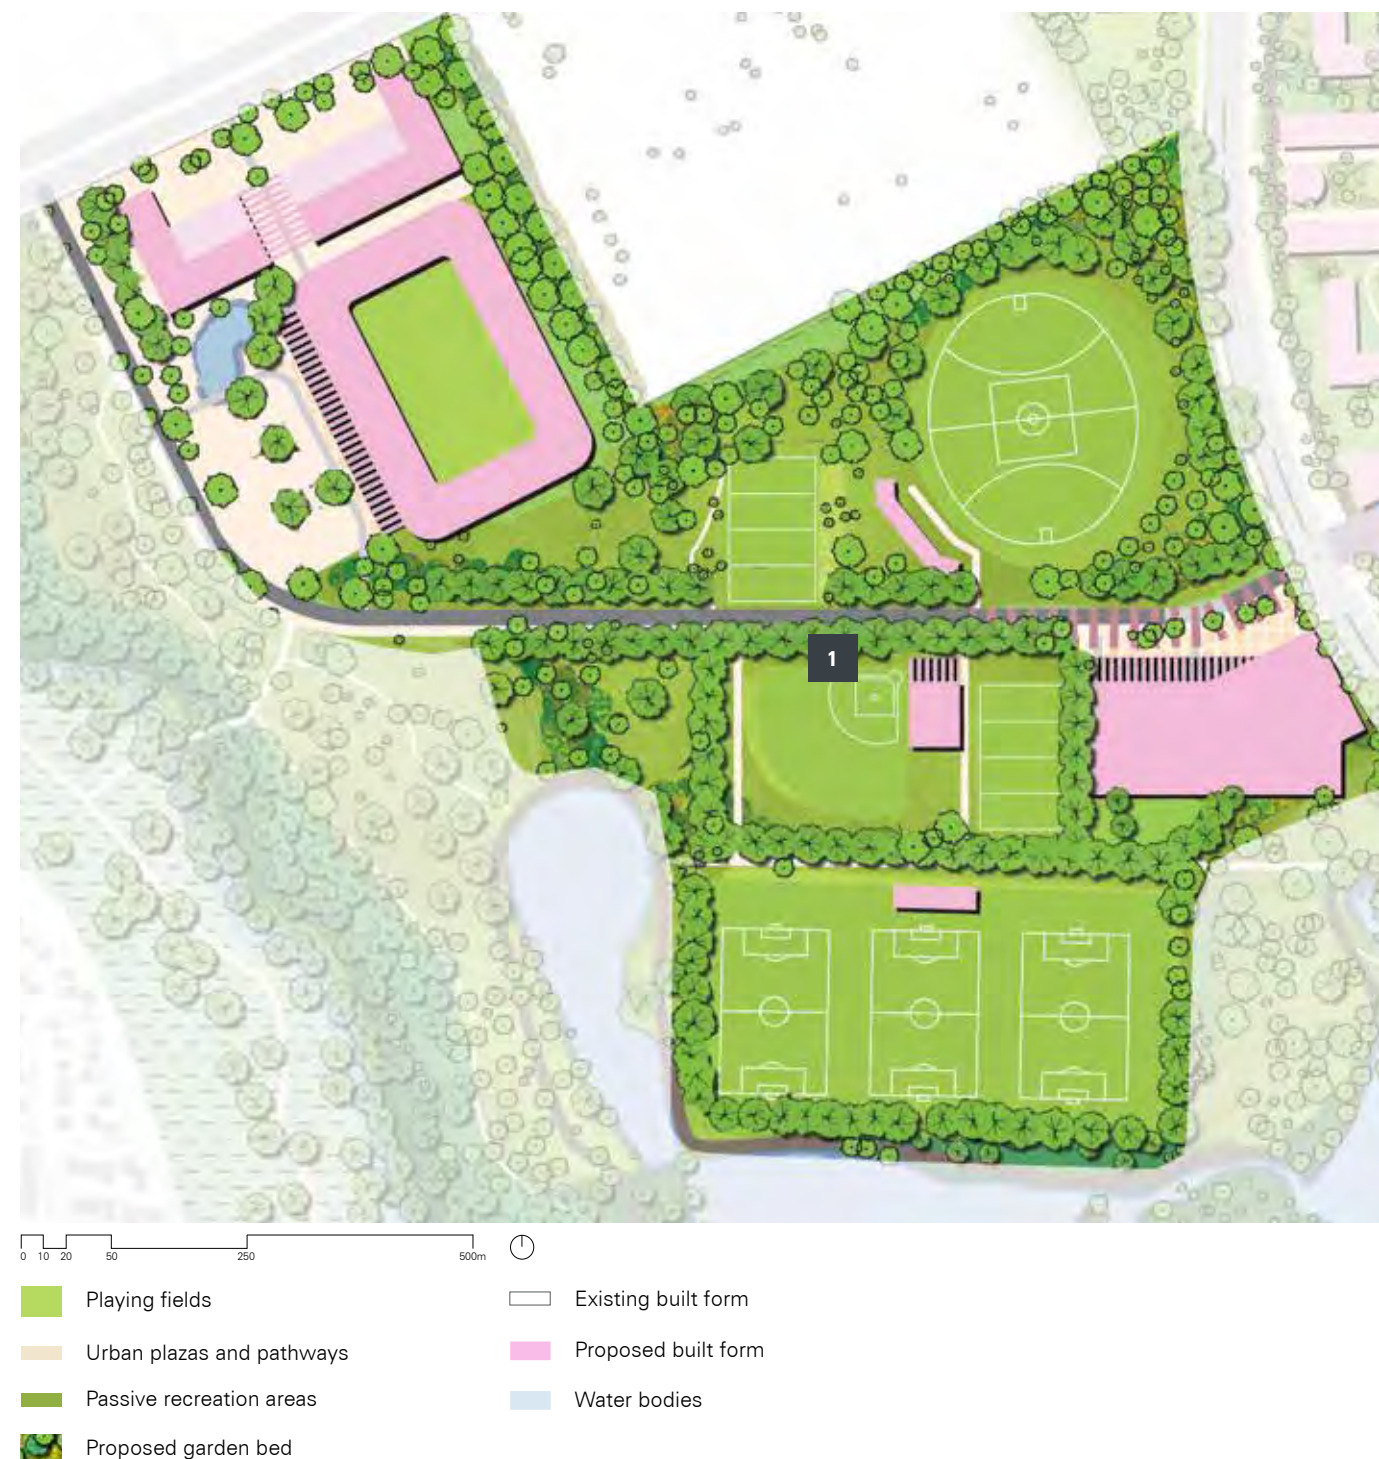 1
0 10 20 50 250 500m
Playing fields
Urban plazas and pathways
Passive recreation areas
Proposed garden bed
Existing built form
Proposed built form
Water bodies